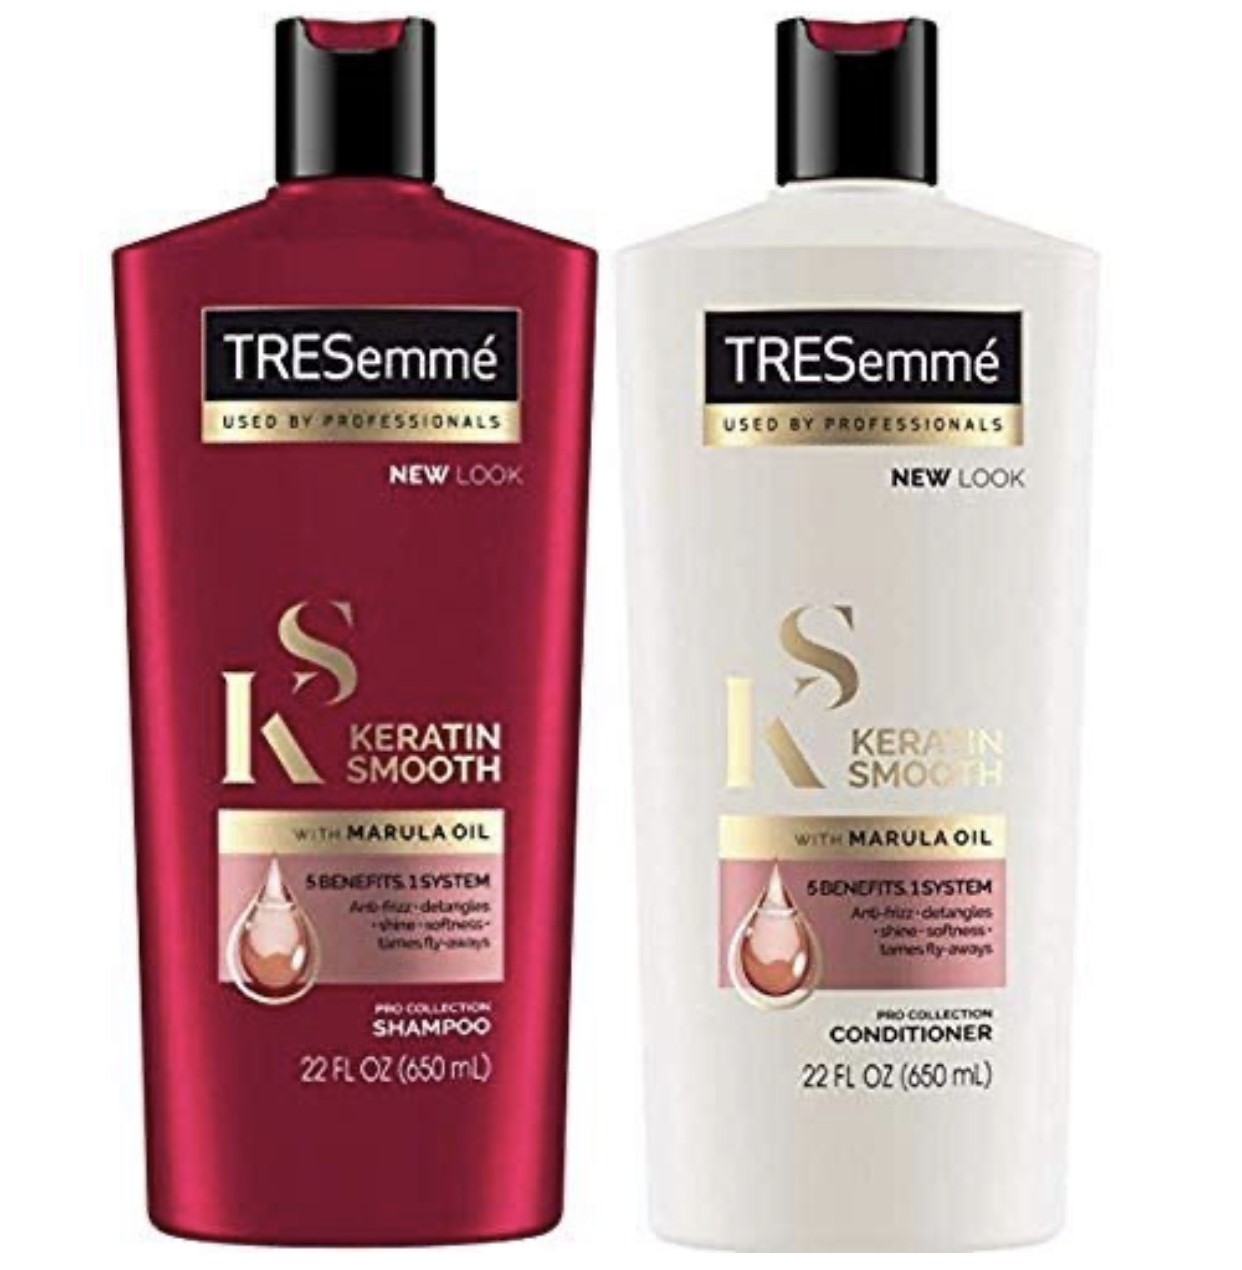 TRESemmé
USED BY PROFESSIONALS
NEW LOOK
KS
KERATIN
SMOOTH
WITH MARULA OIL
5 BENEFITS, 1 SYSTEM
Anti-frizz • detangles
• shine • softness •
tames fly-aways
PRO COLLECTION
SHAMPOO
22 FL OZ (650 mL)
TRESemmé
USED BY PROFESSIONALS
NEW LOOK
KS
KERATIN
SMOOTH
WITH MARULA OIL
5 BENEFITS, 1 SYSTEM
Anti-frizz • detangles
• shine • softness •
tames fly-aways
PRO COLLECTION
CONDITIONER
22 FL OZ (650 mL)